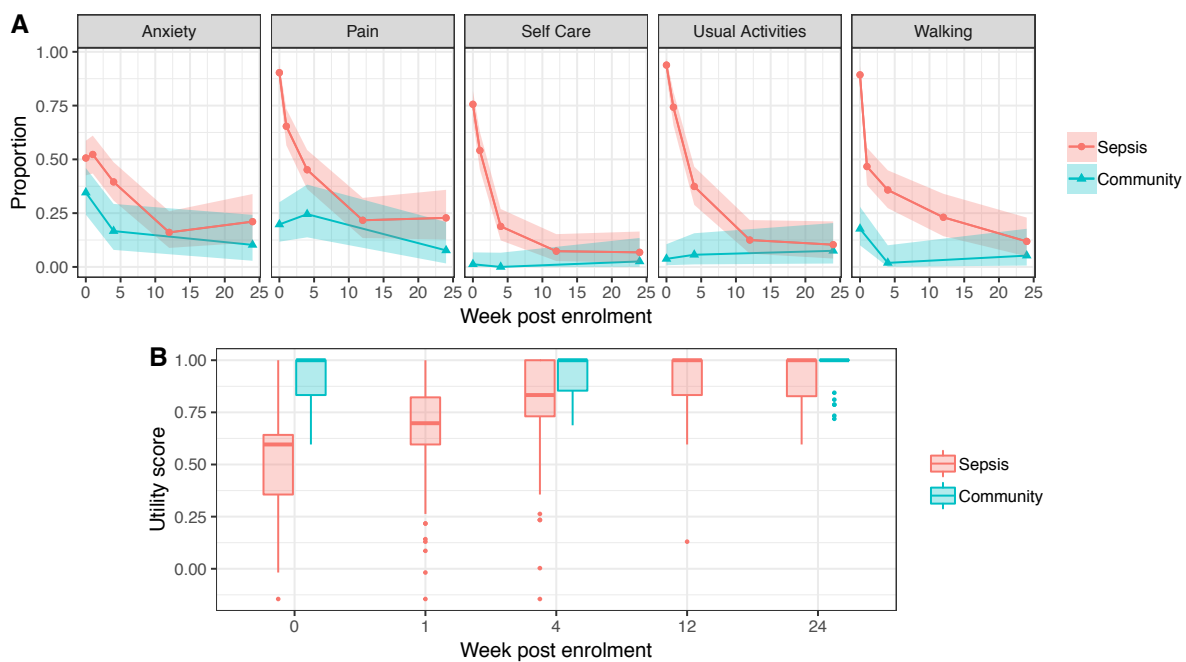 A
Anxiety Pain Self Care Usual Activities Walking
1.00
0.75
0.50
0.25
0.00
Proportion
0 5 10 15 20 25 0 5 10 15 20 25 0 5 10 15 20 25 0 5 10 15 20 25 0 5 10 15 20 25
Week post enrolment
Sepsis
Community
B
1.00
0.75
0.50
0.25
0.00
Utility score
0 1 4 12 24
Week post enrolment
Sepsis
Community